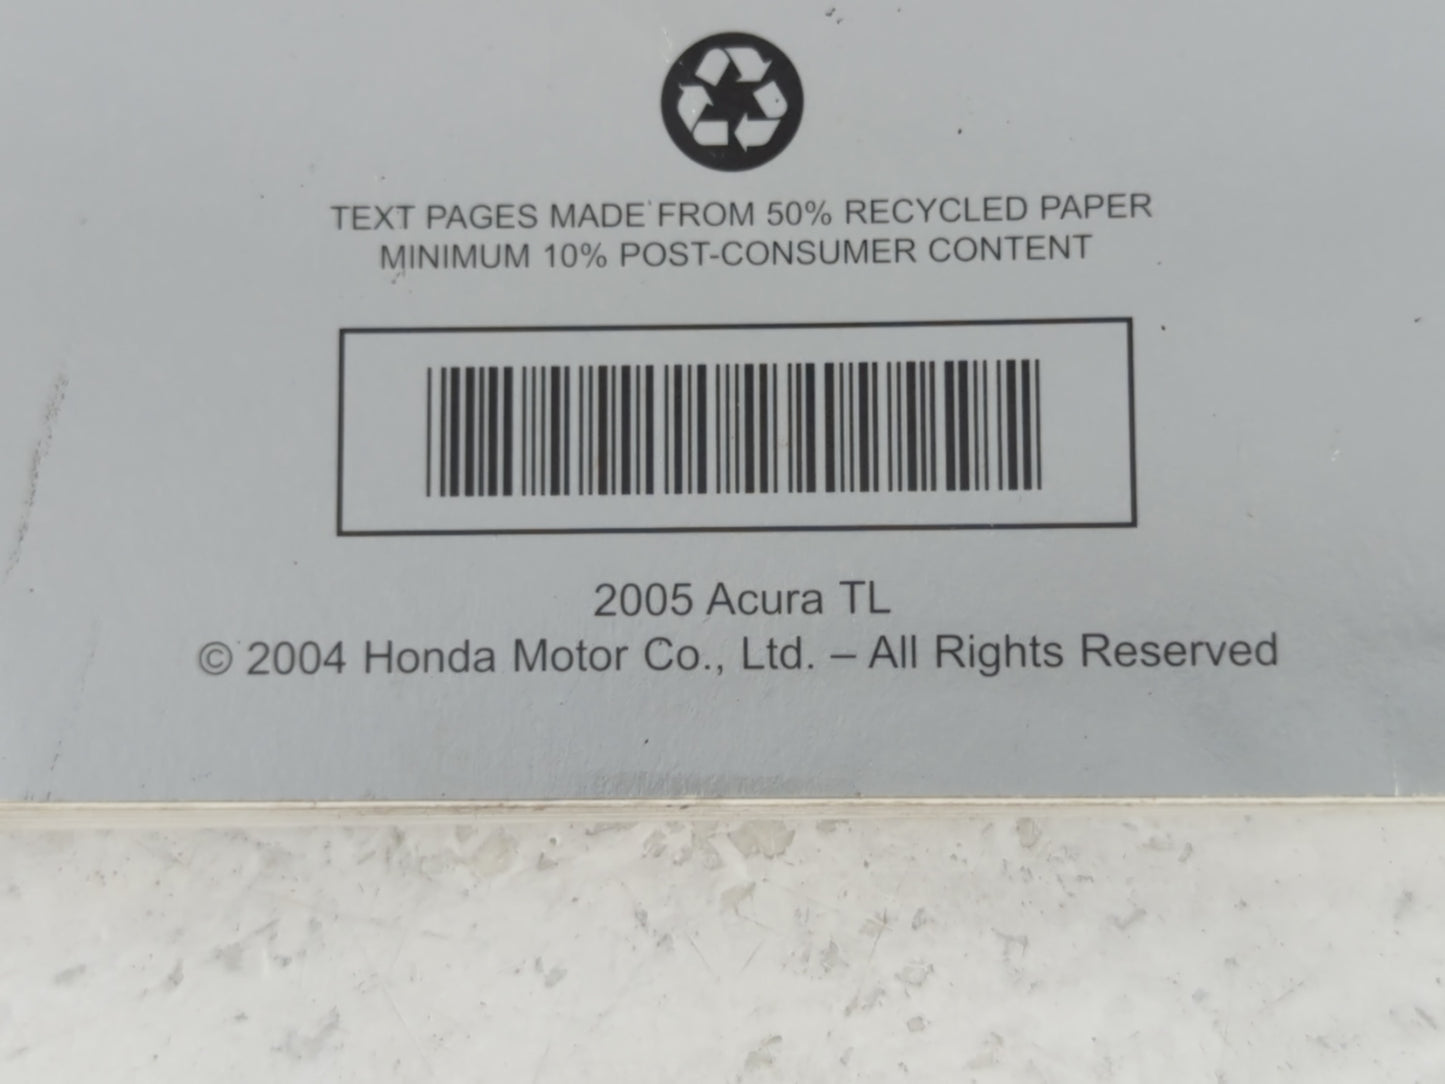 TEXT PAGES MADE FROM 50% RECYCLED PAPER
MINIMUM 10% POST-CONSUMER CONTENT
2005 Acura TL
© 2004 Honda Motor Co., Ltd. – All Rights Reserved